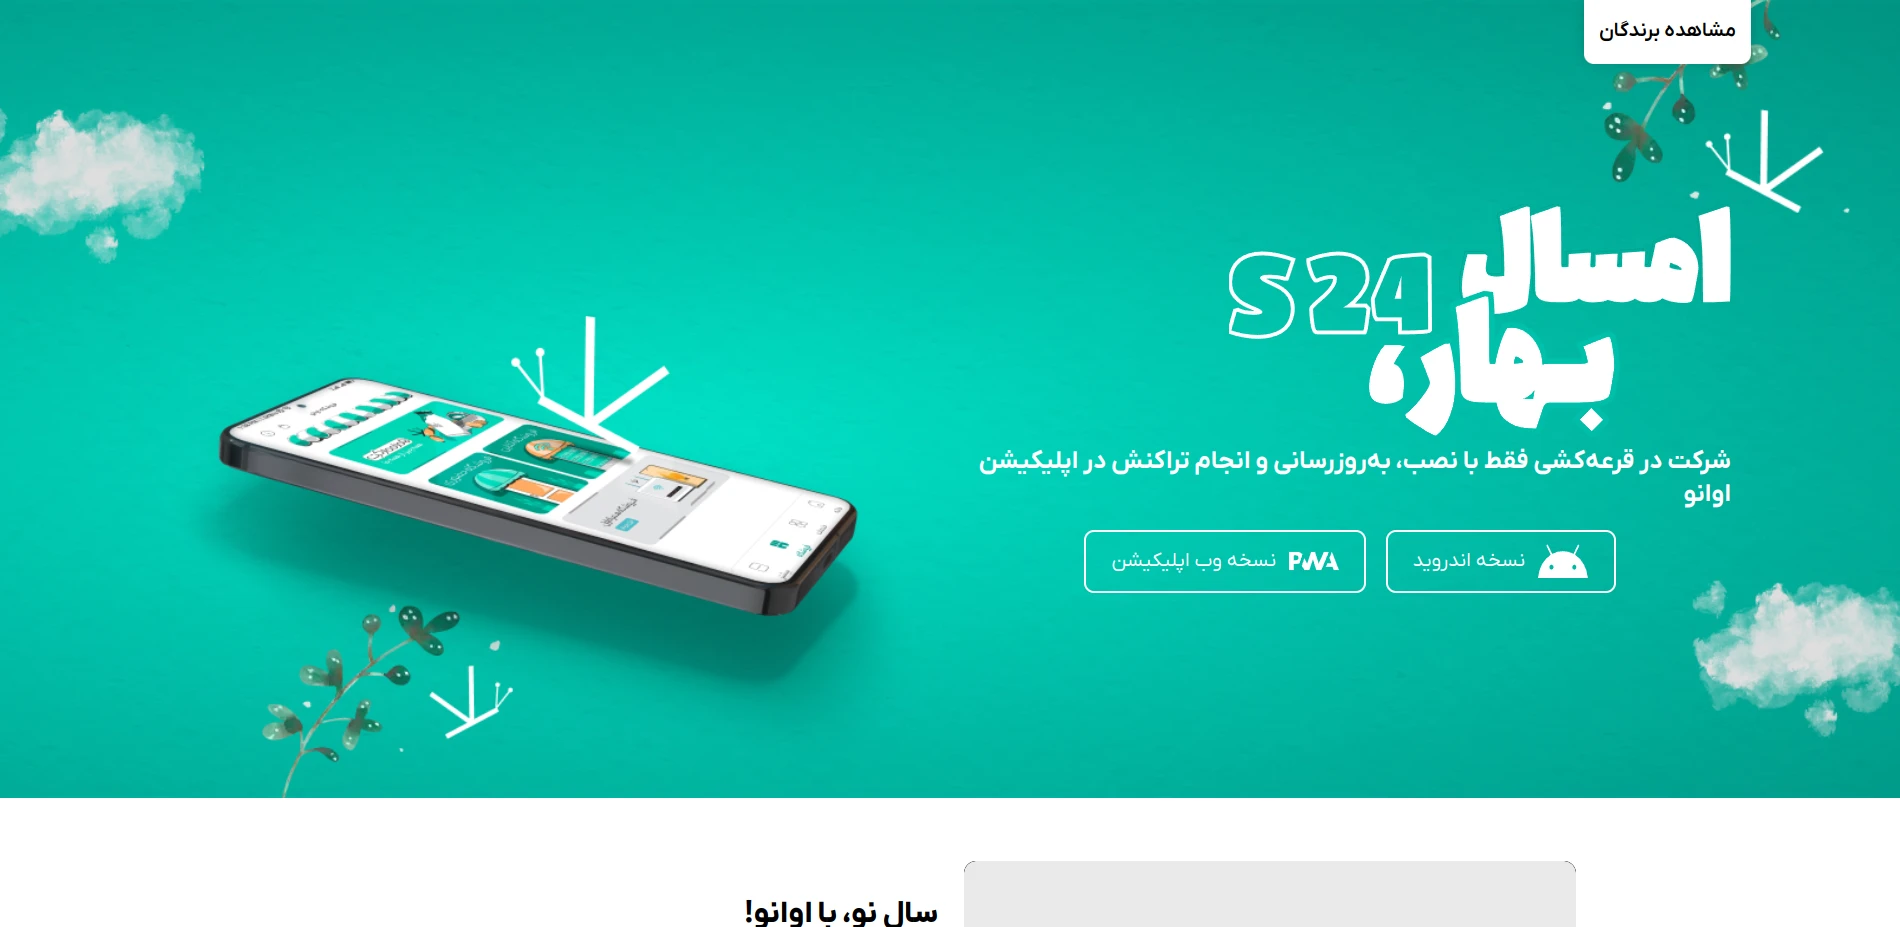 مشاهده برندگان
امسال
S24
بهار،
شرکت در قرعه‌کشی فقط با نصب، به‌روزرسانی و انجام تراکنش در اپلیکیشن
اوانو
نسخه اندروید
PWA نسخه وب اپلیکیشن
سال نو، با اوانو!